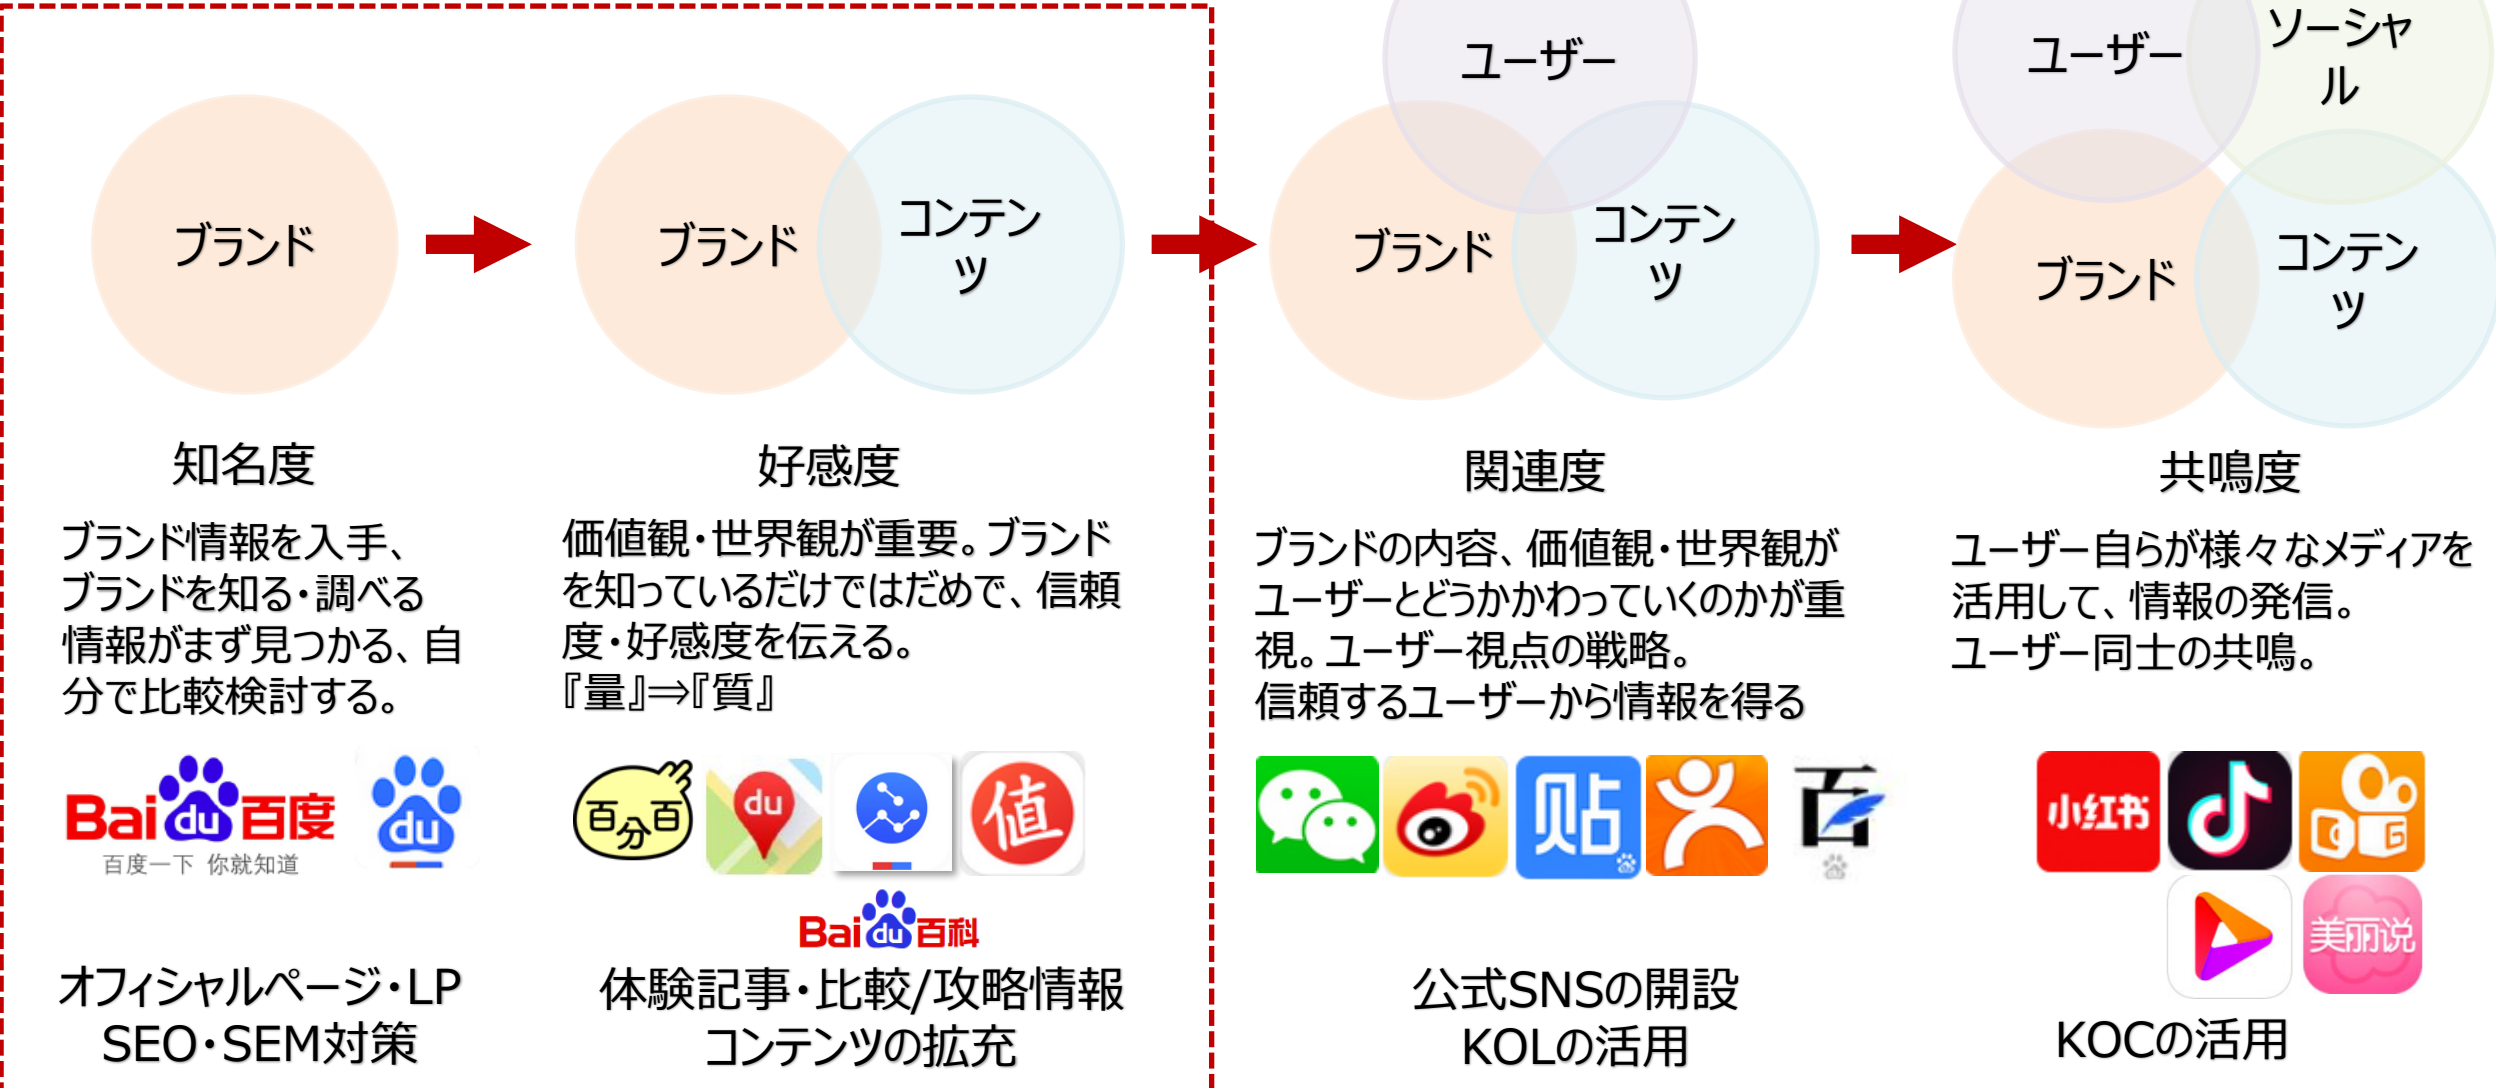 ブランド
ブランド
コンテン
ツ
ユーザー
ブランド
コンテン
ツ
ユーザー
ソーシャ
ル
ブランド
コンテン
ツ
知名度
ブランド情報を入手、
ブランドを知る・調べる
情報がまず見つかる、自
分で比較検討する。
Bai du 百度
百度一下 你就知道
du
オフィシャルページ・LP
SEO・SEM対策
好感度
価値観・世界観が重要。ブランド
を知っているだけではだめで、信頼
度・好感度を伝える。
『量』⇒『質』
百分百
du
値
Bai du 百科
体験記事・比較/攻略情報
コンテンツの拡充
関連度
ブランドの内容、価値観・世界観が
ユーザーとどうかかわっていくのかが重
視。ユーザー視点の戦略。
信頼するユーザーから情報を得る
贴
百
公式SNSの開設
KOLの活用
共鳴度
ユーザー自らが様々なメディアを
活用して、情報の発信。
ユーザー同士の共鳴。
小红书
美丽说
KOCの活用